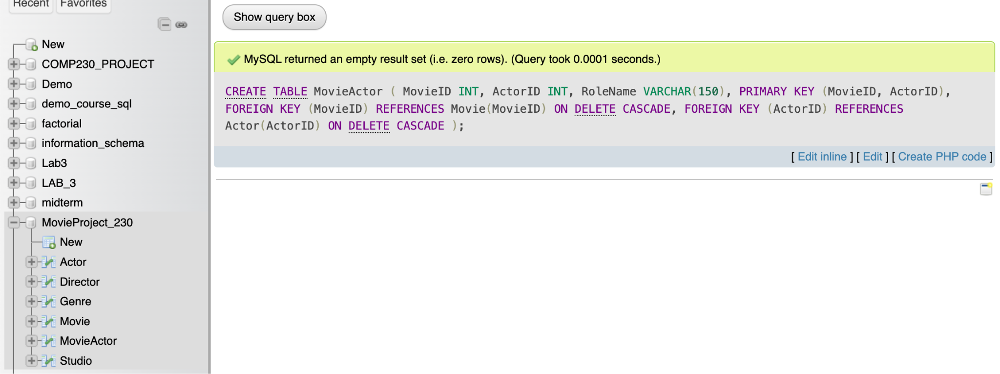 Recent Favorites
New
COMP230_PROJECT
Demo
demo_course_sql
factorial
information_schema
Lab3
LAB_3
midterm
MovieProject_230
New
Actor
Director
Genre
Movie
MovieActor
Studio
Show query box
MySQL returned an empty result set (i.e. zero rows). (Query took 0.0001 seconds.)
CREATE TABLE MovieActor ( MovieID INT, ActorID INT, RoleName VARCHAR(150), PRIMARY KEY (MovieID, ActorID),
FOREIGN KEY (MovieID) REFERENCES Movie(MovieID) ON DELETE CASCADE, FOREIGN KEY (ActorID) REFERENCES
Actor(ActorID) ON DELETE CASCADE );
[ Edit inline ] [ Edit ] [ Create PHP code ]